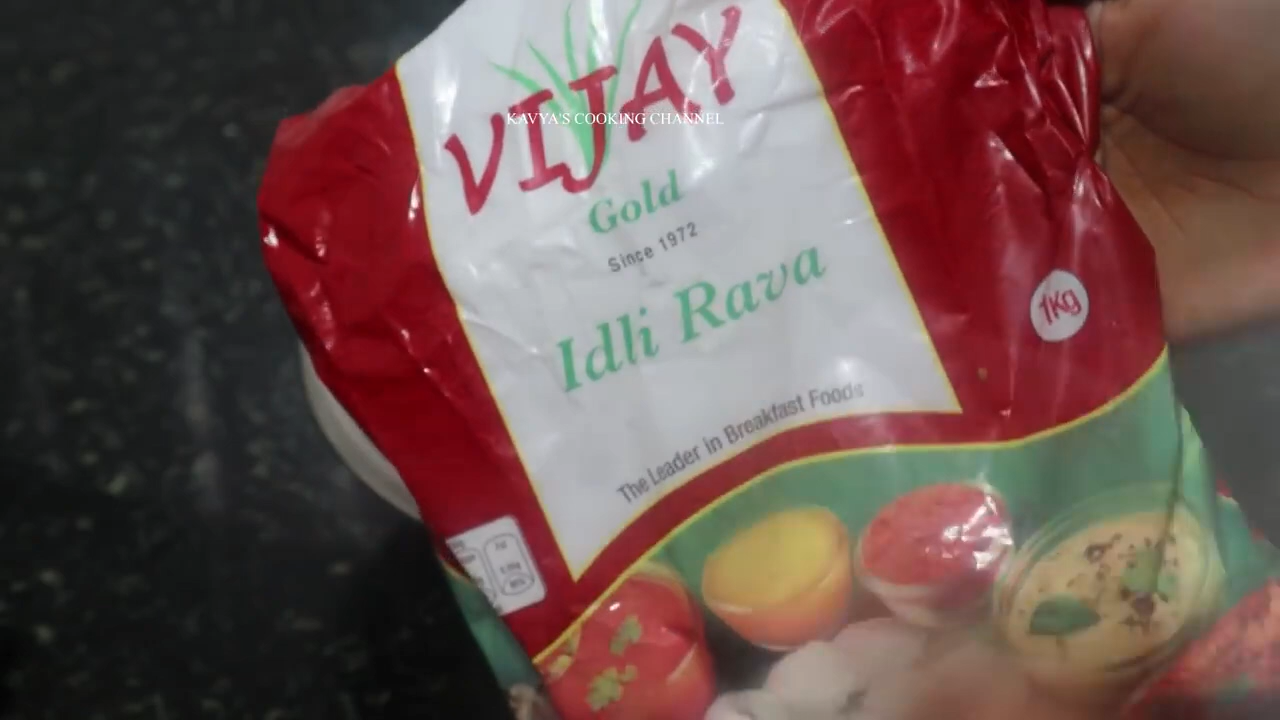 VIJAY
KAVYA'S COOKING CHANNEL
Gold
Since 1972
Idli Rava
1Kg
The Leader in Breakfast Foods